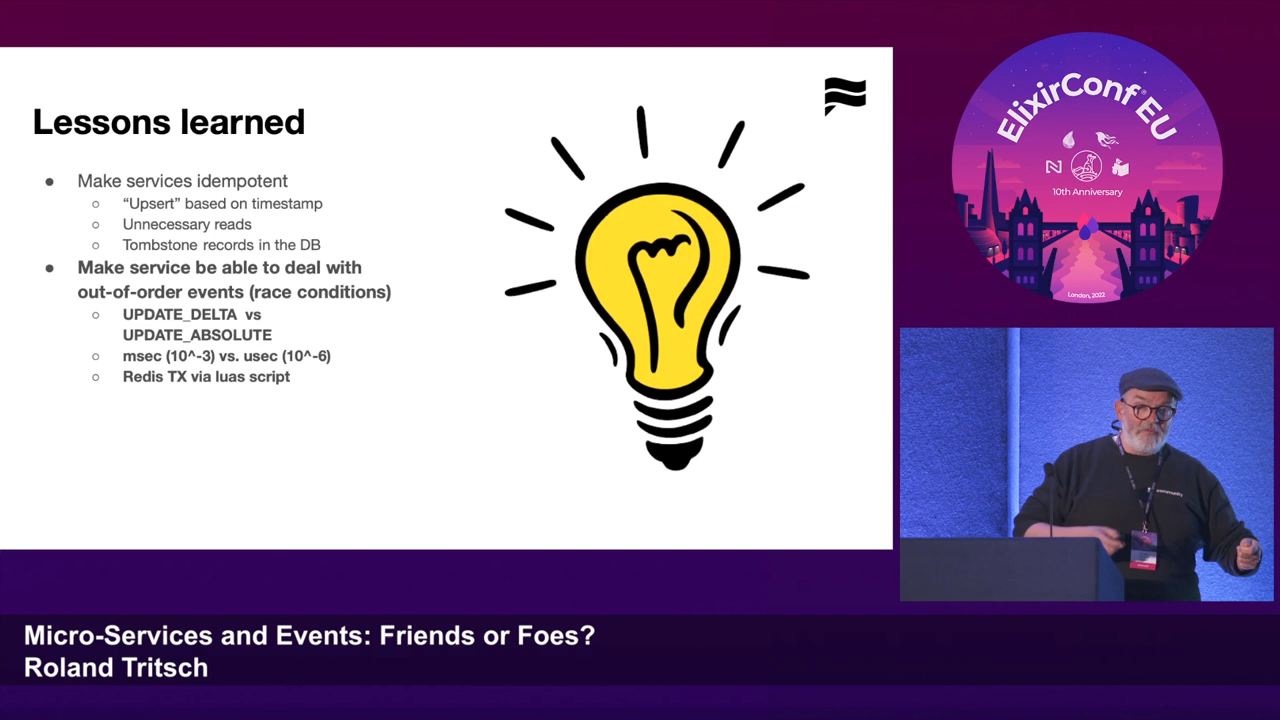 Lessons learned
● Make services idempotent
○ “Upsert” based on timestamp
○ Unnecessary reads
○ Tombstone records in the DB
● Make service be able to deal with
out-of-order events (race conditions)
○ UPDATE_DELTA vs
UPDATE_ABSOLUTE
○ msec (10^-3) vs. usec (10^-6)
○ Redis TX via luas script
ElixirConf® EU
10th Anniversary
London, 2022
Micro-Services and Events: Friends or Foes?
Roland Tritsch